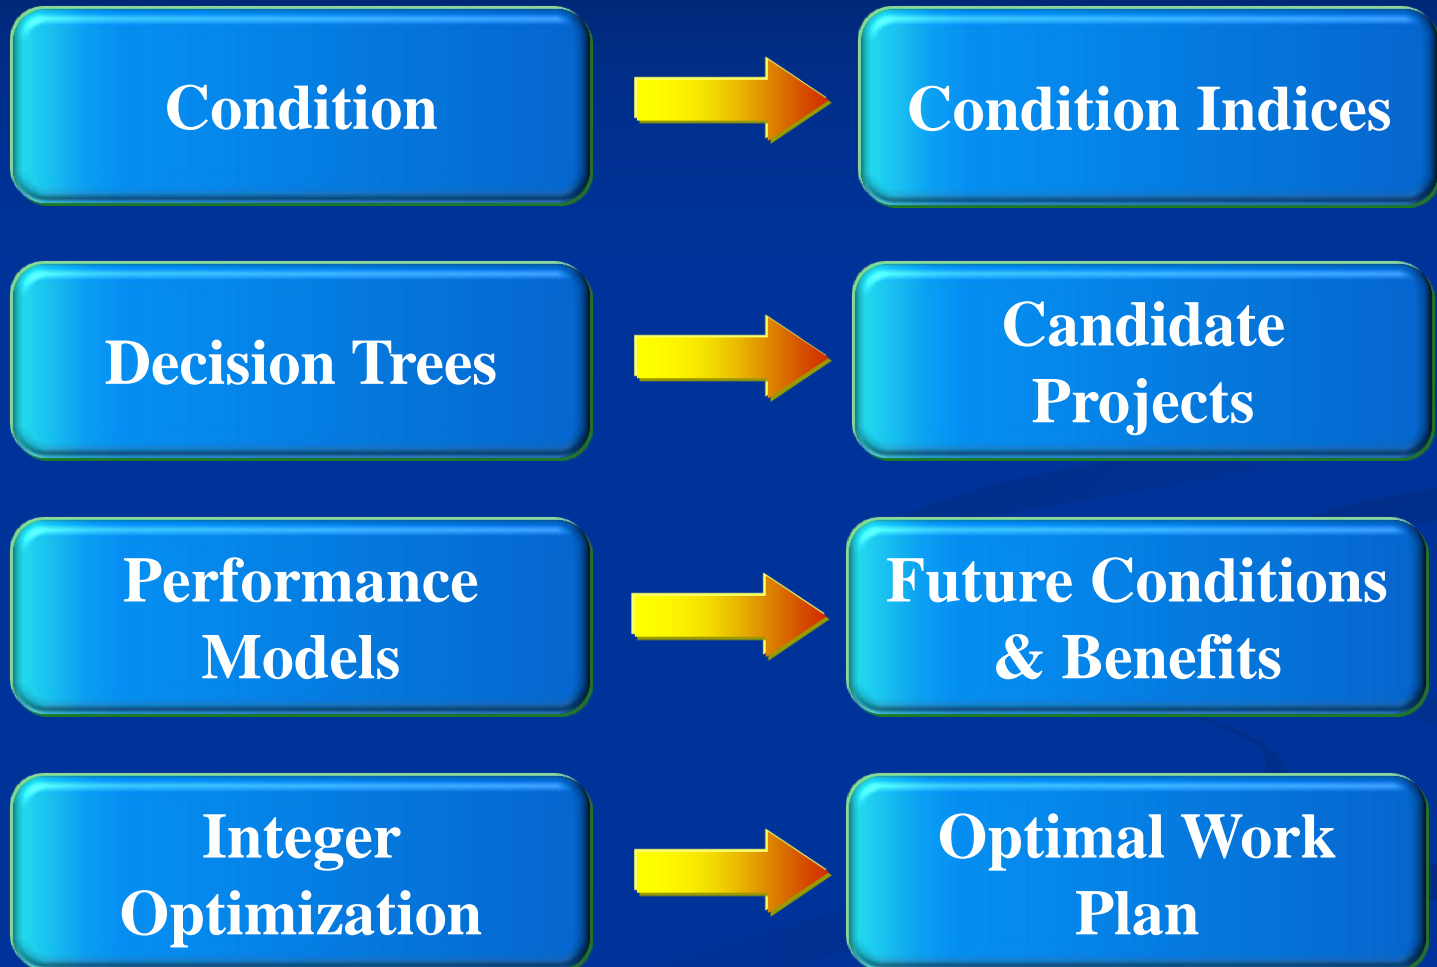 Condition
Condition Indices
Decision Trees
Candidate
Projects
Performance
Models
Future Conditions
& Benefits
Integer
Optimization
Optimal Work
Plan